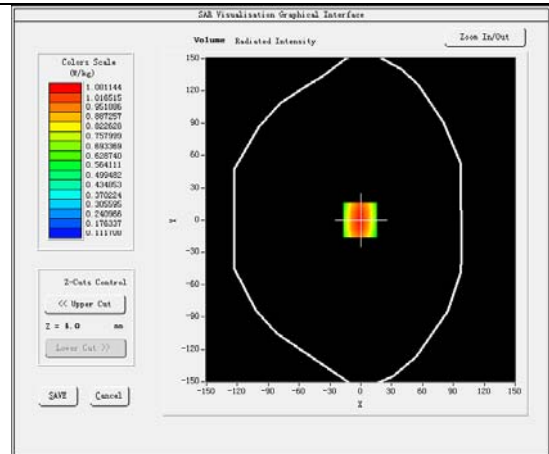 SAR Visualisation Graphical Interface
Volume Radiated Intensity
Zoom In/Out
Colors Scale
(W/kg)
1.081144
1.016515
0.951886
0.887257
0.822628
0.757999
0.693369
0.628740
0.564111
0.499482
0.434853
0.370224
0.305595
0.240966
0.176337
0.111708
Z-Cuts Control
<< Upper Cut
Z = 4.0 mm
Lower Cut >>
SAVE
Cancel
150
120
90
60
30
0
-30
-60
-90
-120
-150
Y
-150 -120 -90 -60 -30 0 30 60 90 120 150
X